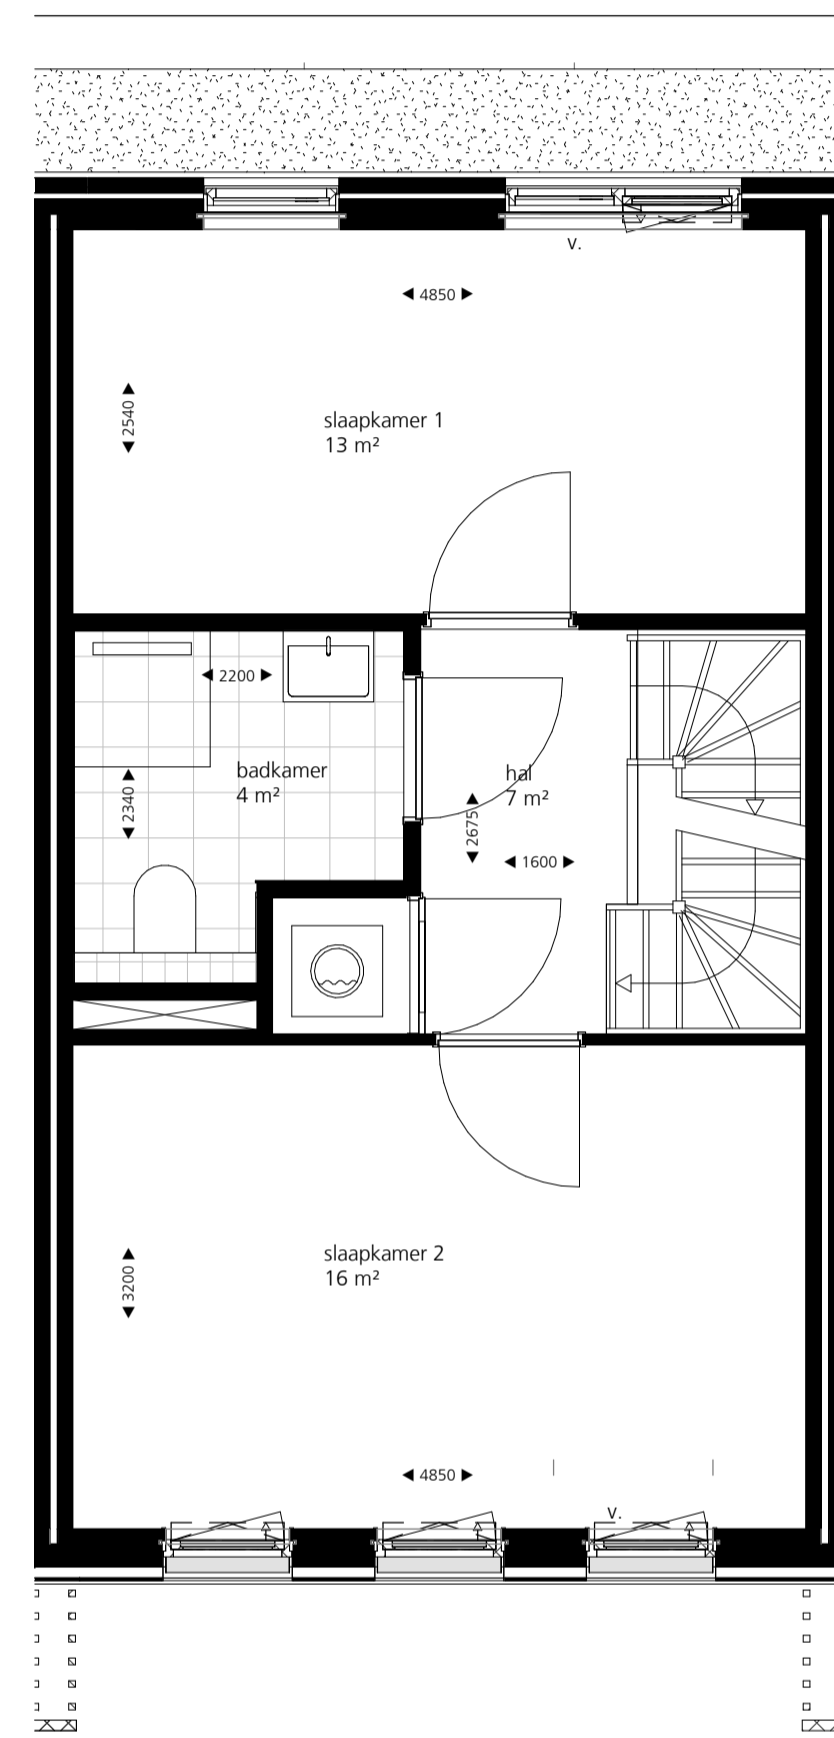 V.
4850
2540
slaapkamer 1
13 m²
2200
badkamer
4 m²
2340
hal
7 m²
2675
1600
slaapkamer 2
16 m²
3200
4850
V.